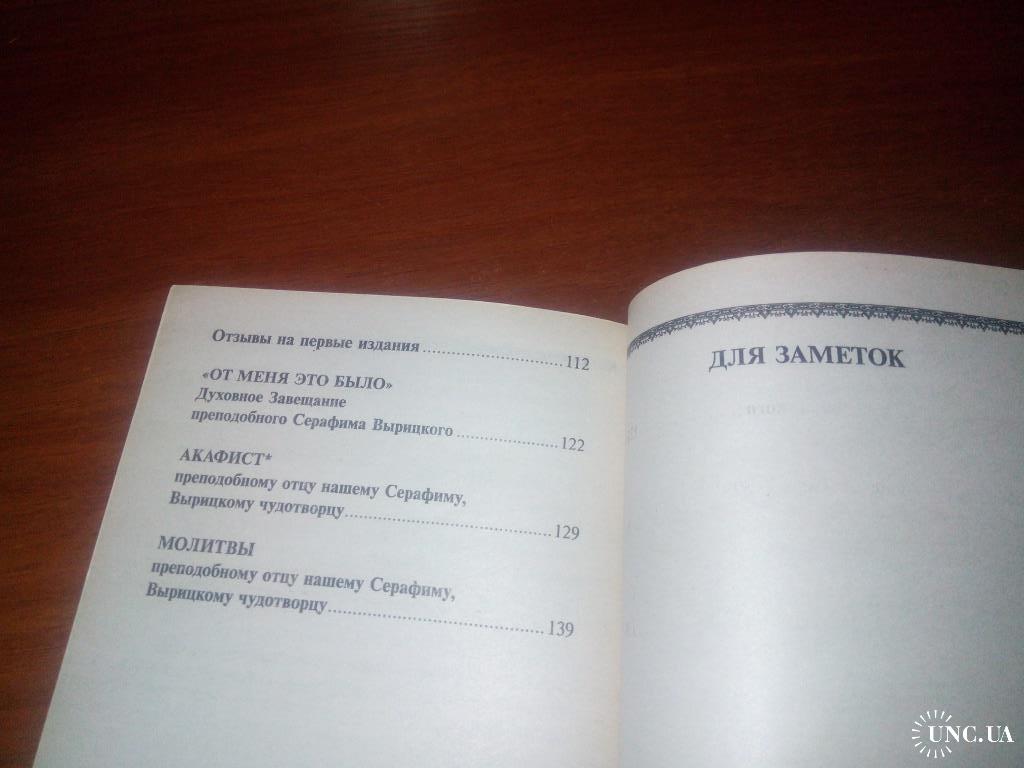 Отзывы на первые издания ........................ 112
«ОТ МЕНЯ ЭТО БЫЛО»
Духовное Завещание
преподобного Серафима Вырицкого ................ 122
АКАФИСТ*
преподобному отцу нашему Серафиму,
Вырицкому чудотворцу ................................ 129
МОЛИТВЫ
преподобному отцу нашему Серафиму,
Вырицкому чудотворцу ................................ 139
ДЛЯ ЗАМЕТОК
UNC.UA